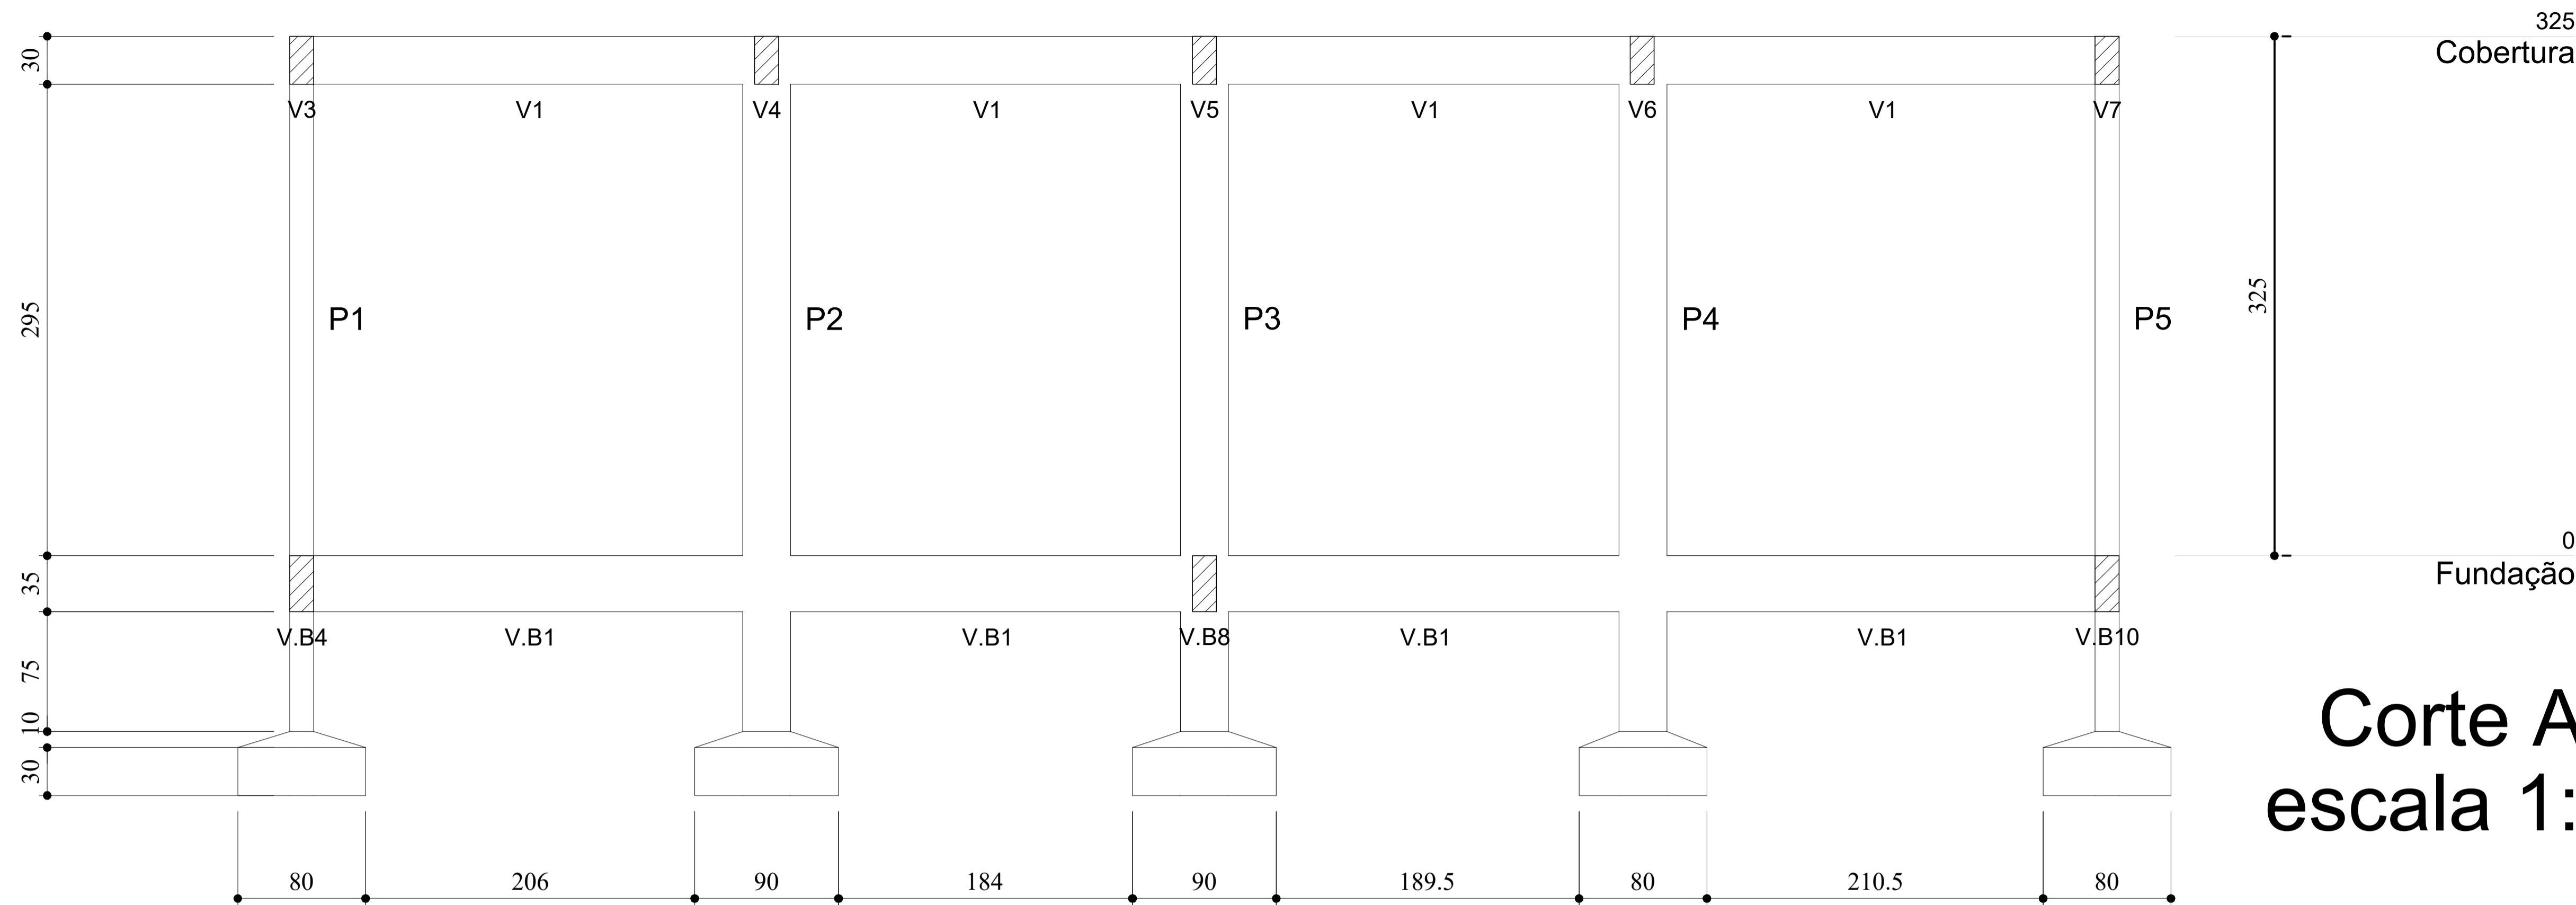 325
Cobertura
30
V3 V1 V4 V1 V5 V1 V6 V1 V7
295
P1 P2 P3 P4 P5
325
0
Fundação
35
V.B4 V.B1 V.B1 V.B8 V.B1 V.B1 V.B10
75
10
30
Corte A
escala 1:
80 206 90 184 90 189.5 80 210.5 80